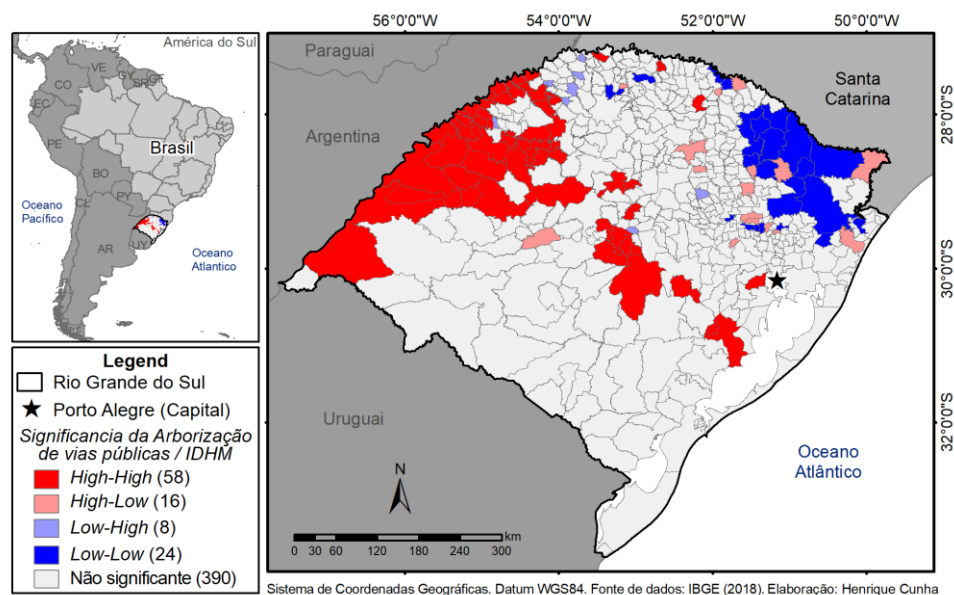 América do Sul
VE
GY
SR
GF
CO
EC
PE
Brasil
BO
PY
CL
AR
UY
Oceano
Pacífico
Oceano
Atlantico
Legend
Rio Grande do Sul
Porto Alegre (Capital)
Significancia da Arborização
de vias públicas / IDHM
High-High (58)
High-Low (16)
Low-High (8)
Low-Low (24)
Não significante (390)
56°0'0"W
54°0'0"W
52°0'0"W
50°0'0"W
28°0'0"S
30°0'0"S
32°0'0"S
Paraguai
Argentina
Santa
Catarina
Uruguai
Oceano
Atlântico
N
0 30 60 120 180 240 300 km
Sistema de Coordenadas Geográficas. Datum WGS84. Fonte de dados: IBGE (2018). Elaboração: Henrique Cunha